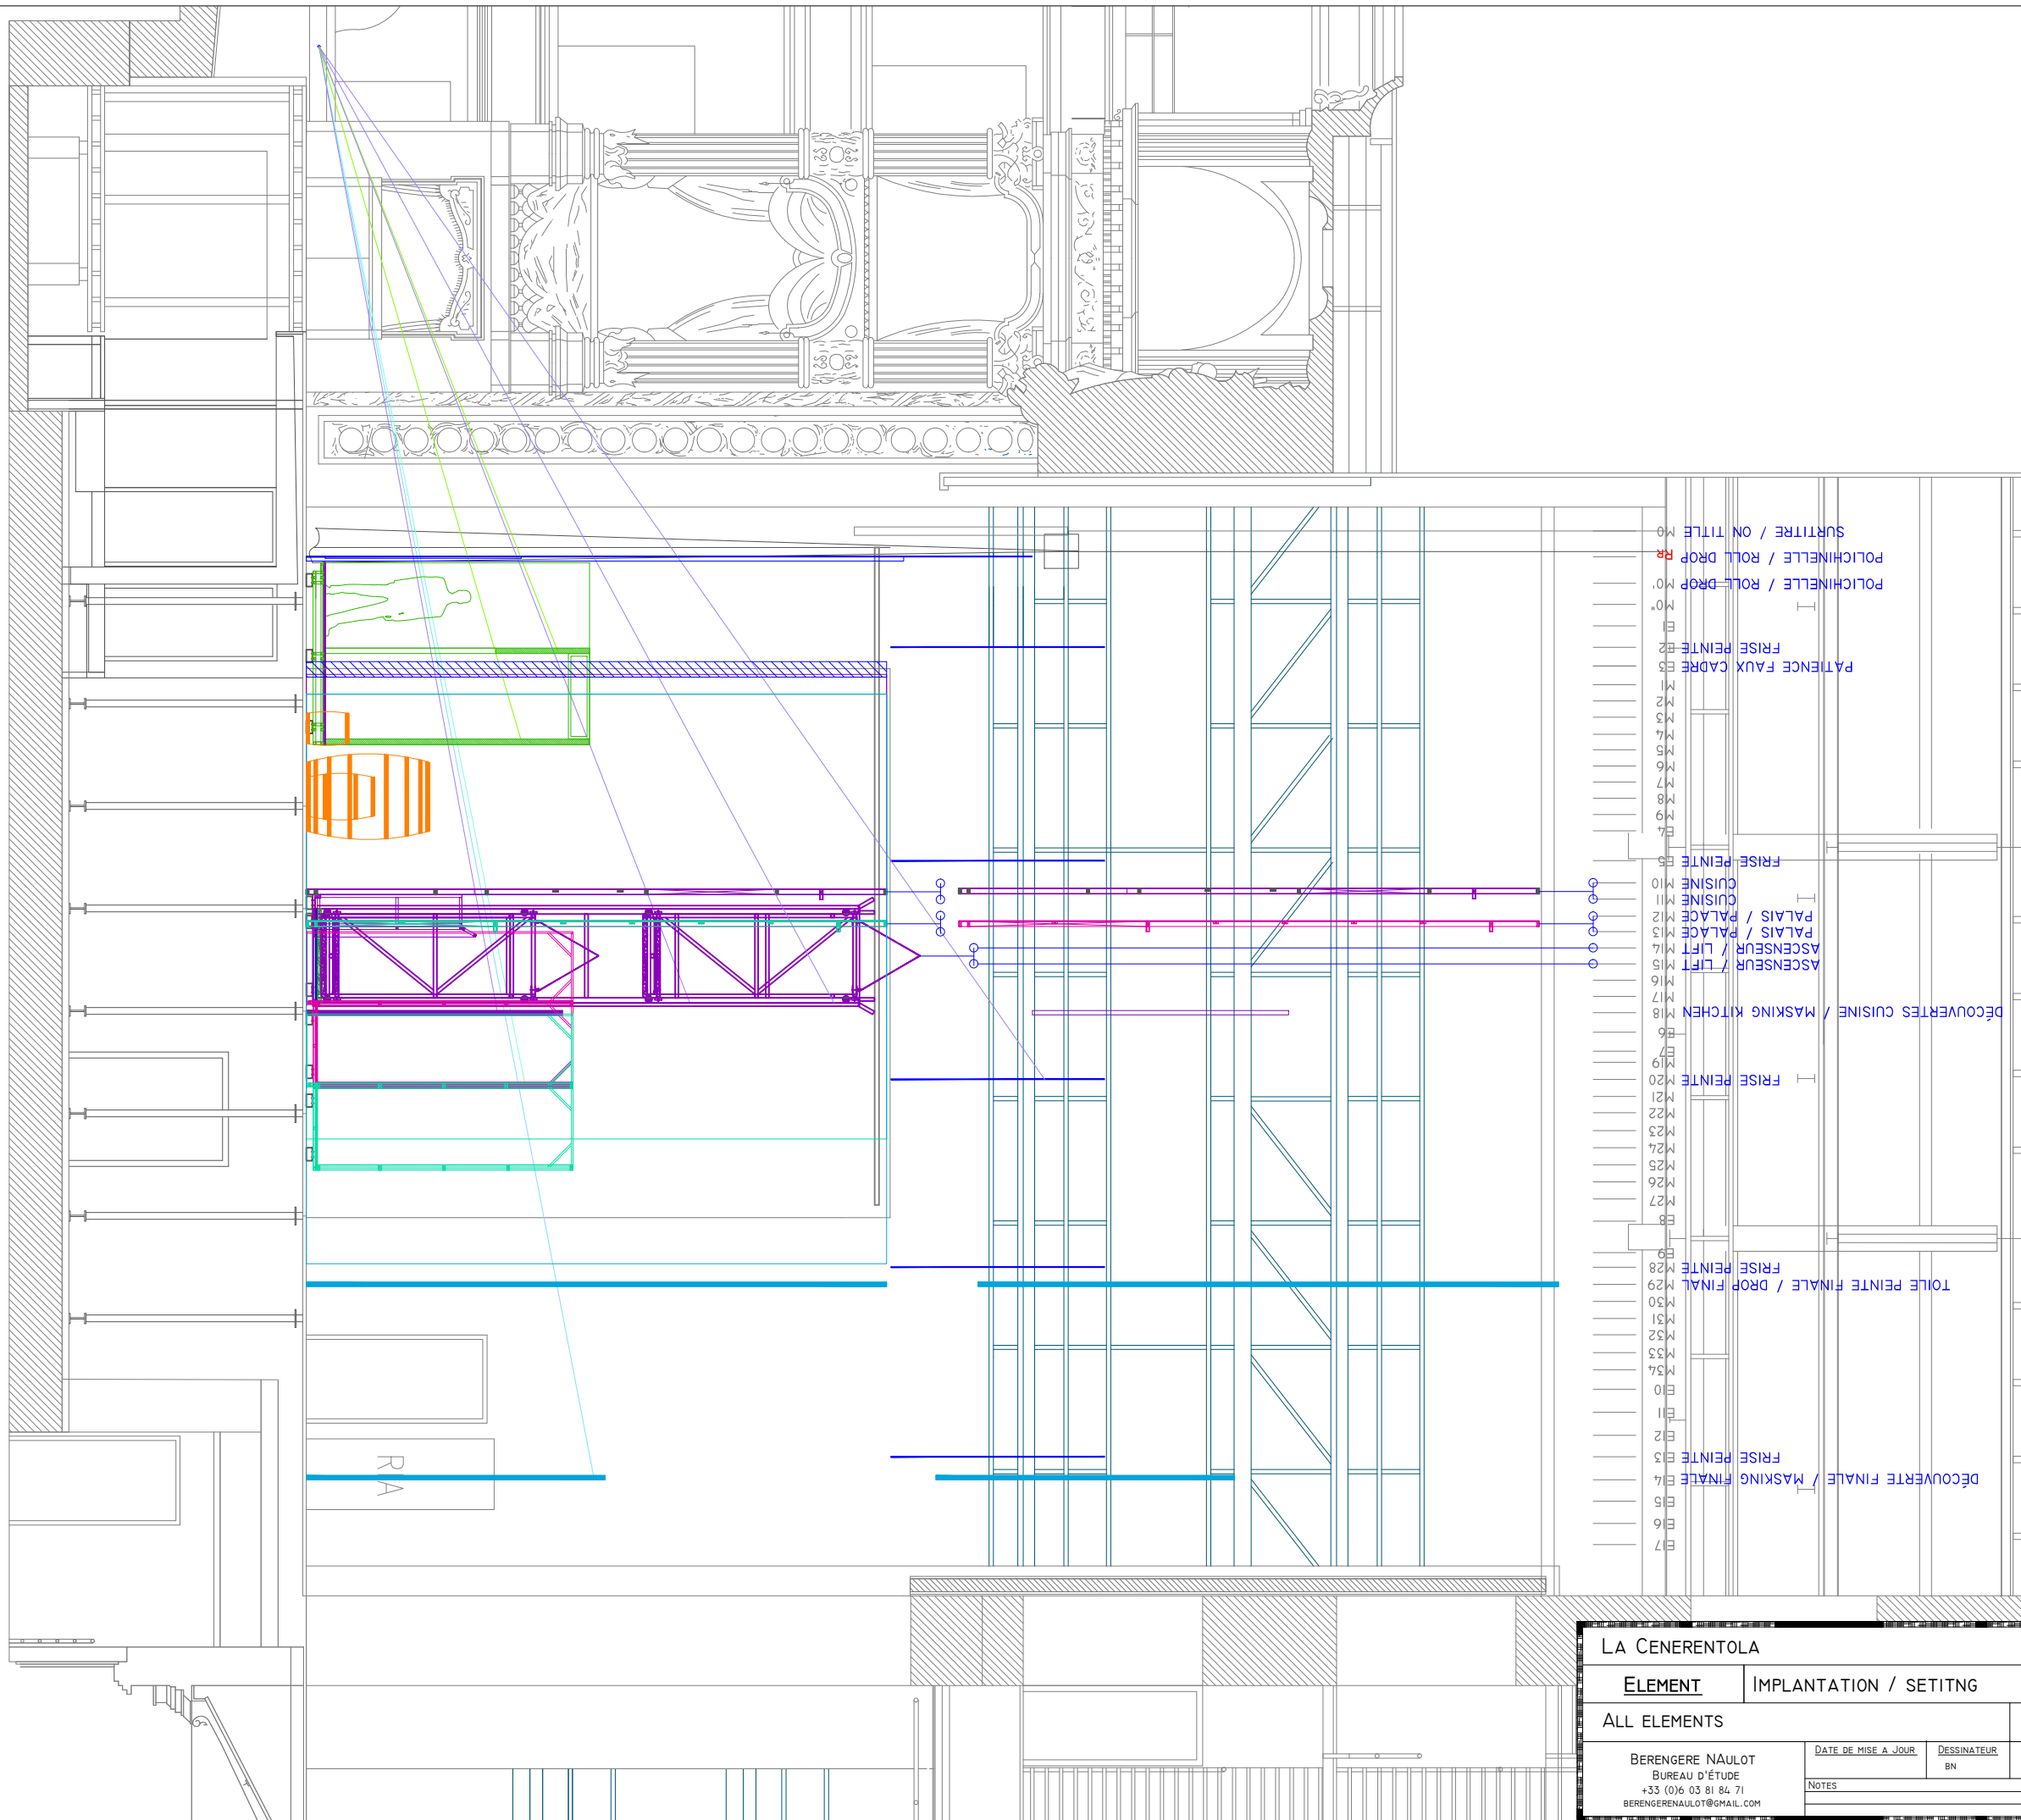 M0 SURTITRE / ON TITLE
RR POLICHINELLE / ROLL DROP
M0' POLICHINELLE / ROLL DROP
M0"
E1
E2 FRISE PEINTE
E3 PATIENCE FAUX CADRE
M1
M2
M3
M4
M5
M6
M7
M8
M9
E4
E5 FRISE PEINTE
M10 CUISINE
M11 CUISINE
M12 PALAIS / PALACE
M13 PALAIS / PALACE
M14 ASCENSEUR / LIFT
M15 ASCENSEUR / LIFT
M16
M17
M18 DÉCOUVERTES CUISINE / MASKING KITCHEN
E6
E7
M19
M20 FRISE PEINTE
M21
M22
M23
M24
M25
M26
M27
E8
E9
M28 FRISE PEINTE
M29 TOILE PEINTE FINALE / DROP FINAL
M30
M31
M32
M33
M34
E10
E11
E12
E13 FRISE PEINTE
E14 DÉCOUVERTE FINALE / MASKING FINALE
E15
E16
E17
RIA
LA CENERENTOLA
ELEMENT
IMPLANTATION / SETITNG
ALL ELEMENTS
BERENGERE NAULOT
BUREAU D'ÉTUDE
+33 (0)6 03 81 84 71
BERENGERENAULOT@GMAIL.COM
DATE DE MISE A JOUR
DESSINATEUR
BN
NOTES